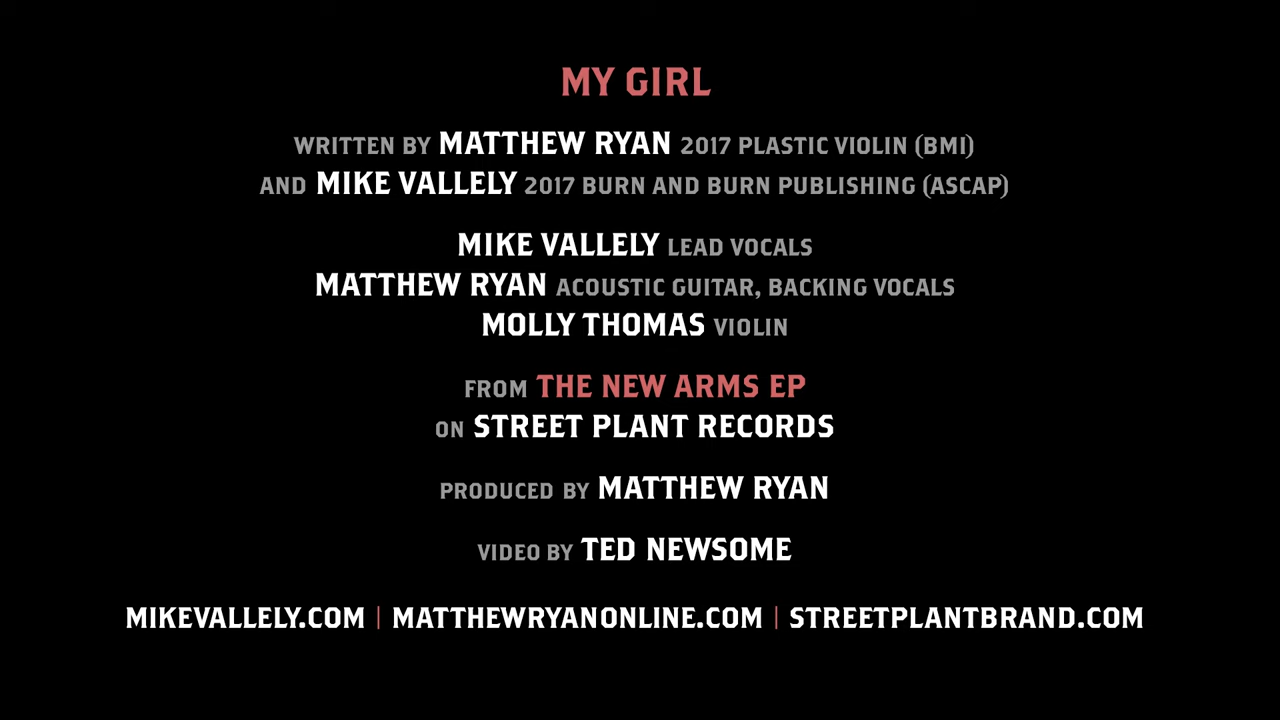 MY GIRL
WRITTEN BY MATTHEW RYAN 2017 PLASTIC VIOLIN (BMI)
AND MIKE VALLELY 2017 BURN AND BURN PUBLISHING (ASCAP)
MIKE VALLELY LEAD VOCALS
MATTHEW RYAN ACOUSTIC GUITAR, BACKING VOCALS
MOLLY THOMAS VIOLIN
FROM THE NEW ARMS EP
ON STREET PLANT RECORDS
PRODUCED BY MATTHEW RYAN
VIDEO BY TED NEWSOME
MIKEVALLELY.COM | MATTHEWRYANONLINE.COM | STREETPLANTBRAND.COM